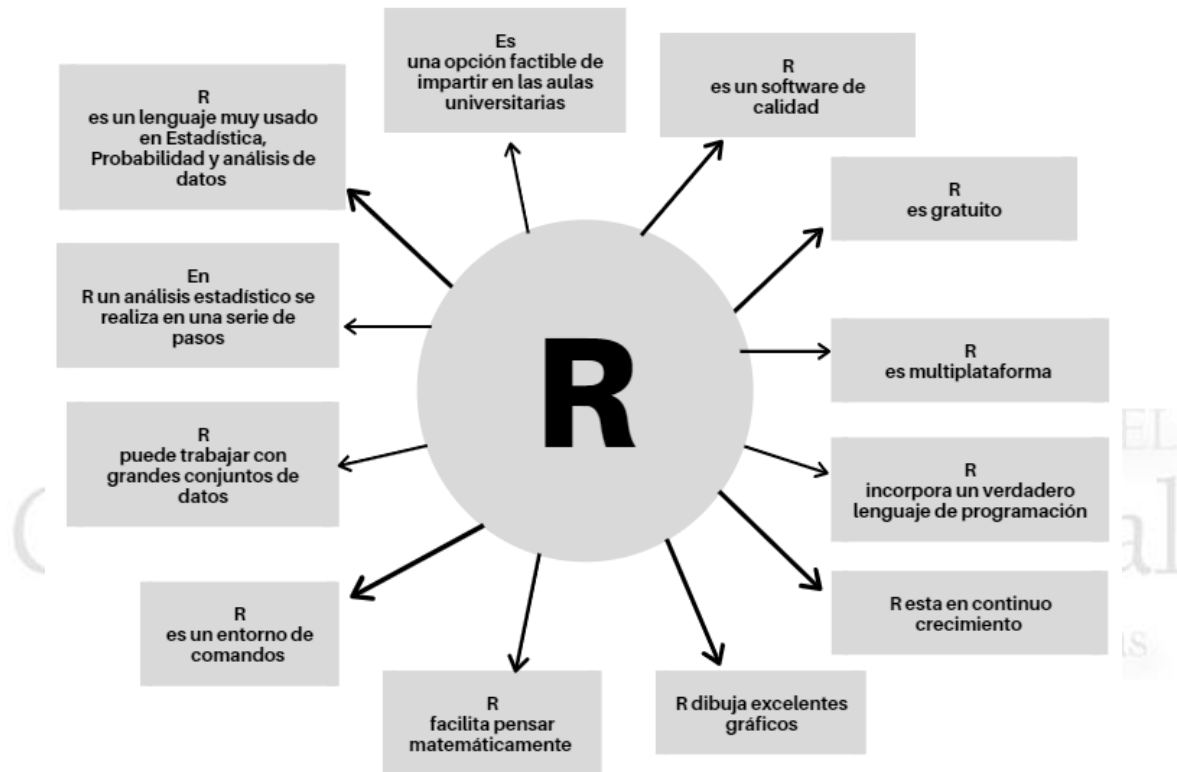 Es
una opción factible de
impartir en las aulas
universitarias
R
es un software de
calidad
R
es gratuito
R
es multiplataforma
R
incorpora un verdadero
lenguaje de programación
R esta en continuo
crecimiento
R dibuja excelentes
gráficos
R
facilita pensar
matemáticamente
R
es un entorno de
comandos
R
puede trabajar con
grandes conjuntos de
datos
En
R un análisis estadístico se
realiza en una serie de
pasos
R
es un lenguaje muy usado
en Estadística,
Probabilidad y análisis de
datos
R